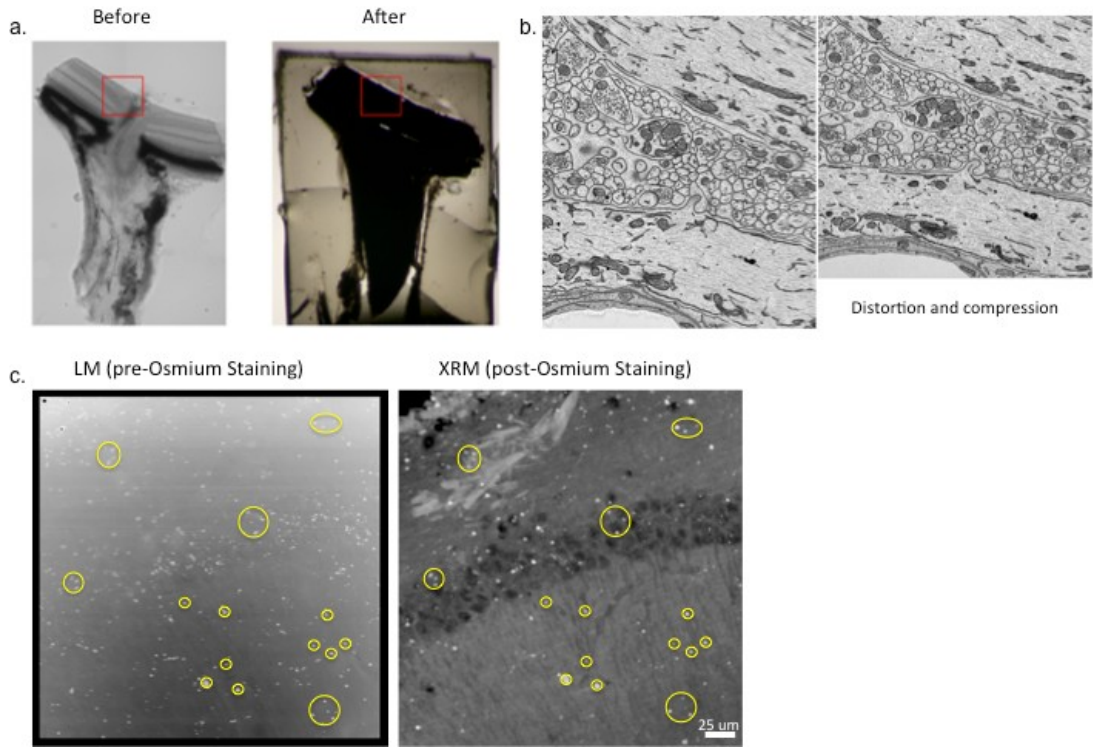 a.
Before
After
b.
Distortion and compression
c.
LM (pre-Osmium Staining)
XRM (post-Osmium Staining)
25 um